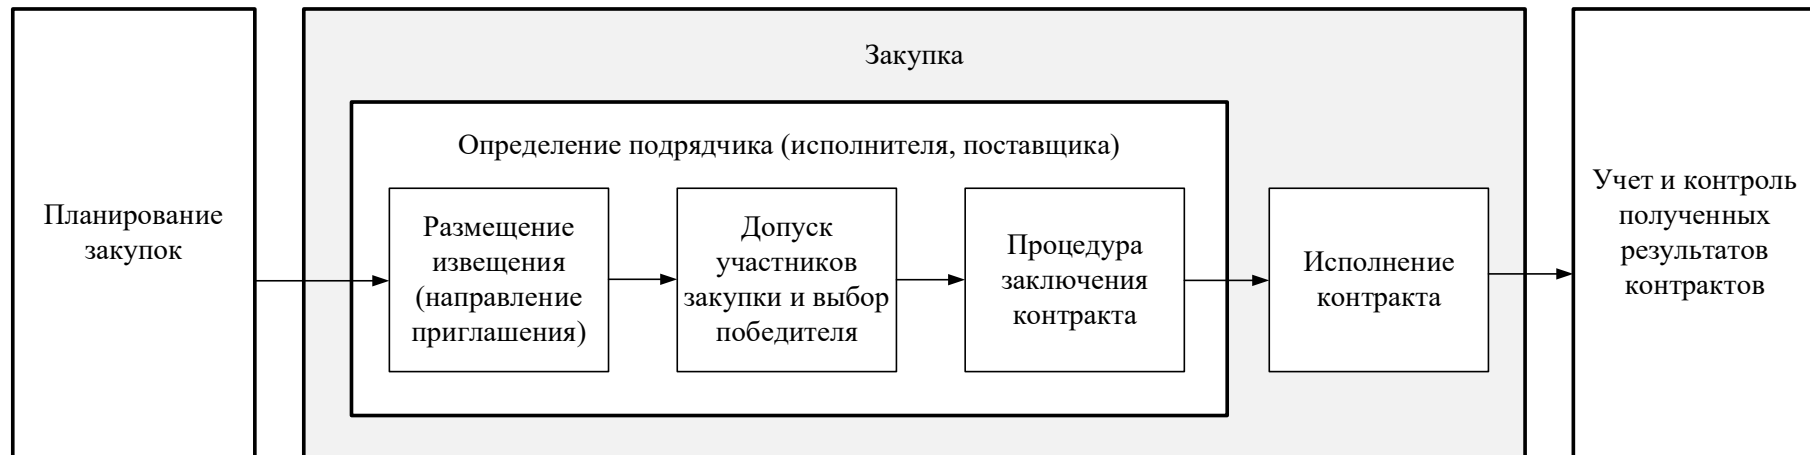 Планирование
закупок
Закупка
Определение подрядчика (исполнителя, поставщика)
Размещение
извещения
(направление
приглашения)
Допуск
участников
закупки и выбор
победителя
Процедура
заключения
контракта
Исполнение
контракта
Учет и контроль
полученных
результатов
контрактов